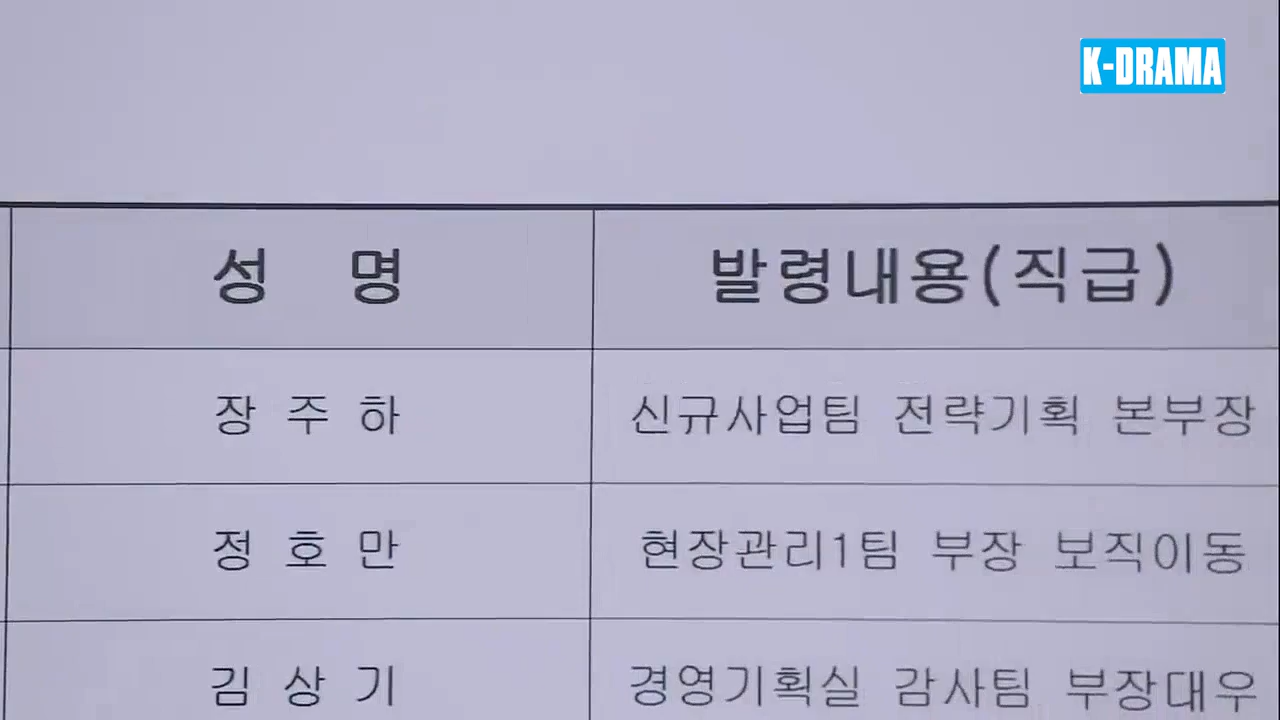 K-DRAMA
성 명 발령내용(직급)
장 주 하 신규사업팀 전략기획 본부장
정 호 만 현장관리1팀 부장 보직이동
김 상 기 경영기획실 감사팀 부장대우